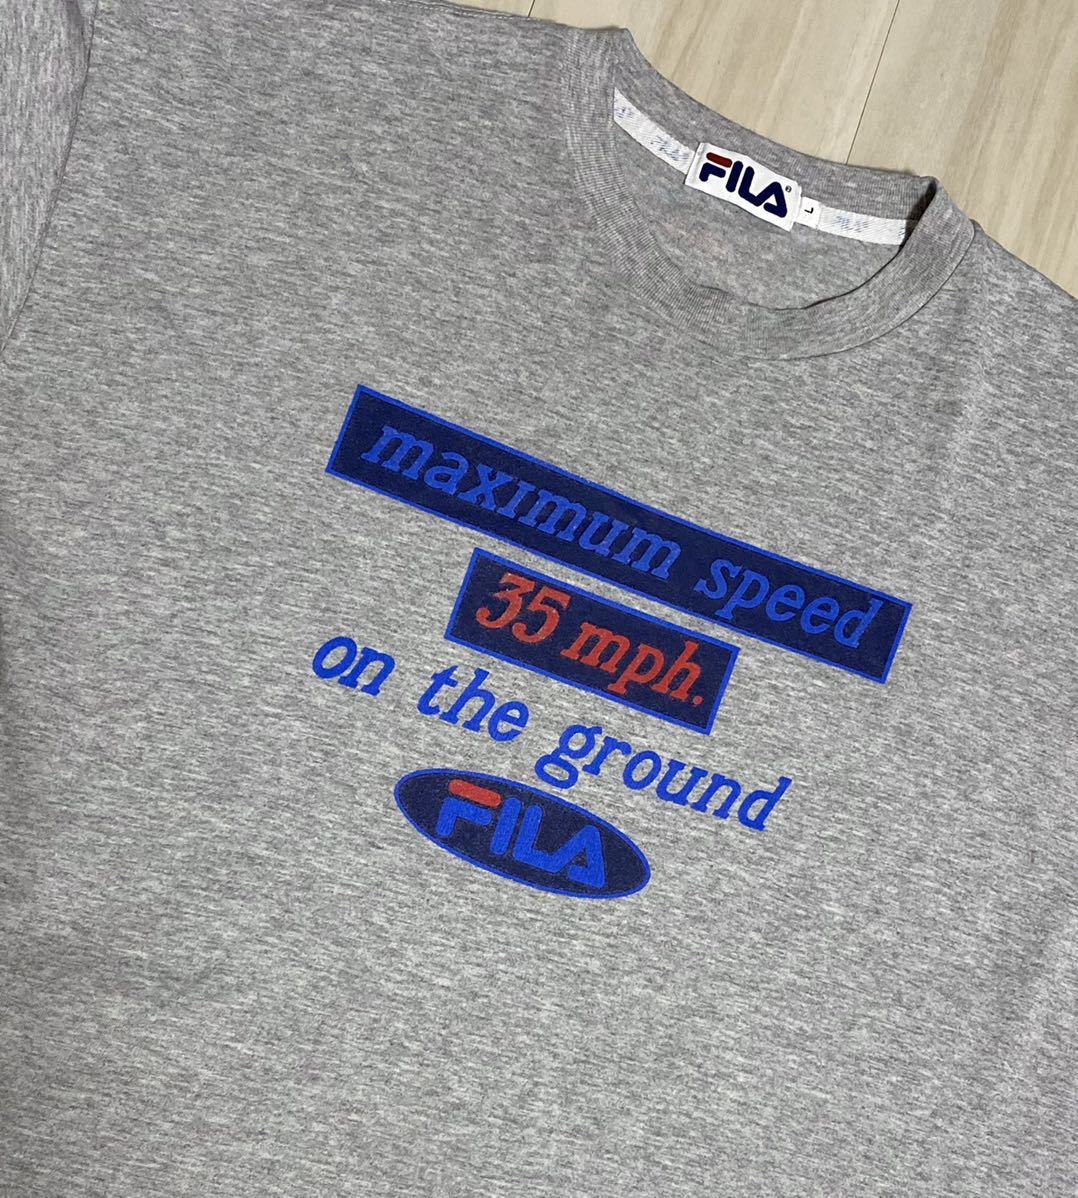 FILA®
L
maximum speed
35 mph.
on the ground
FILA